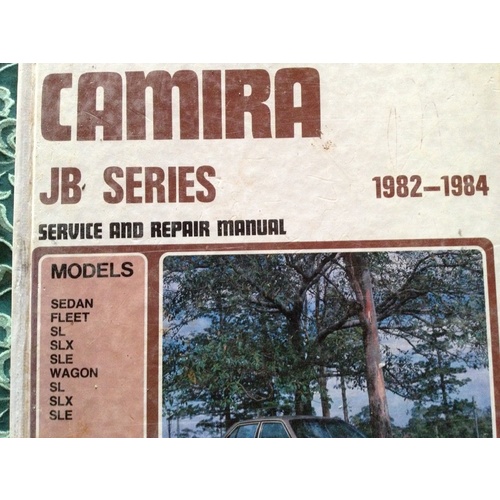 CAMIRA
JB SERIES 1982-1984
SERVICE AND REPAIR MANUAL
MODELS
SEDAN
FLEET
SL
SLX
SLE
WAGON
SL
SLX
SLE